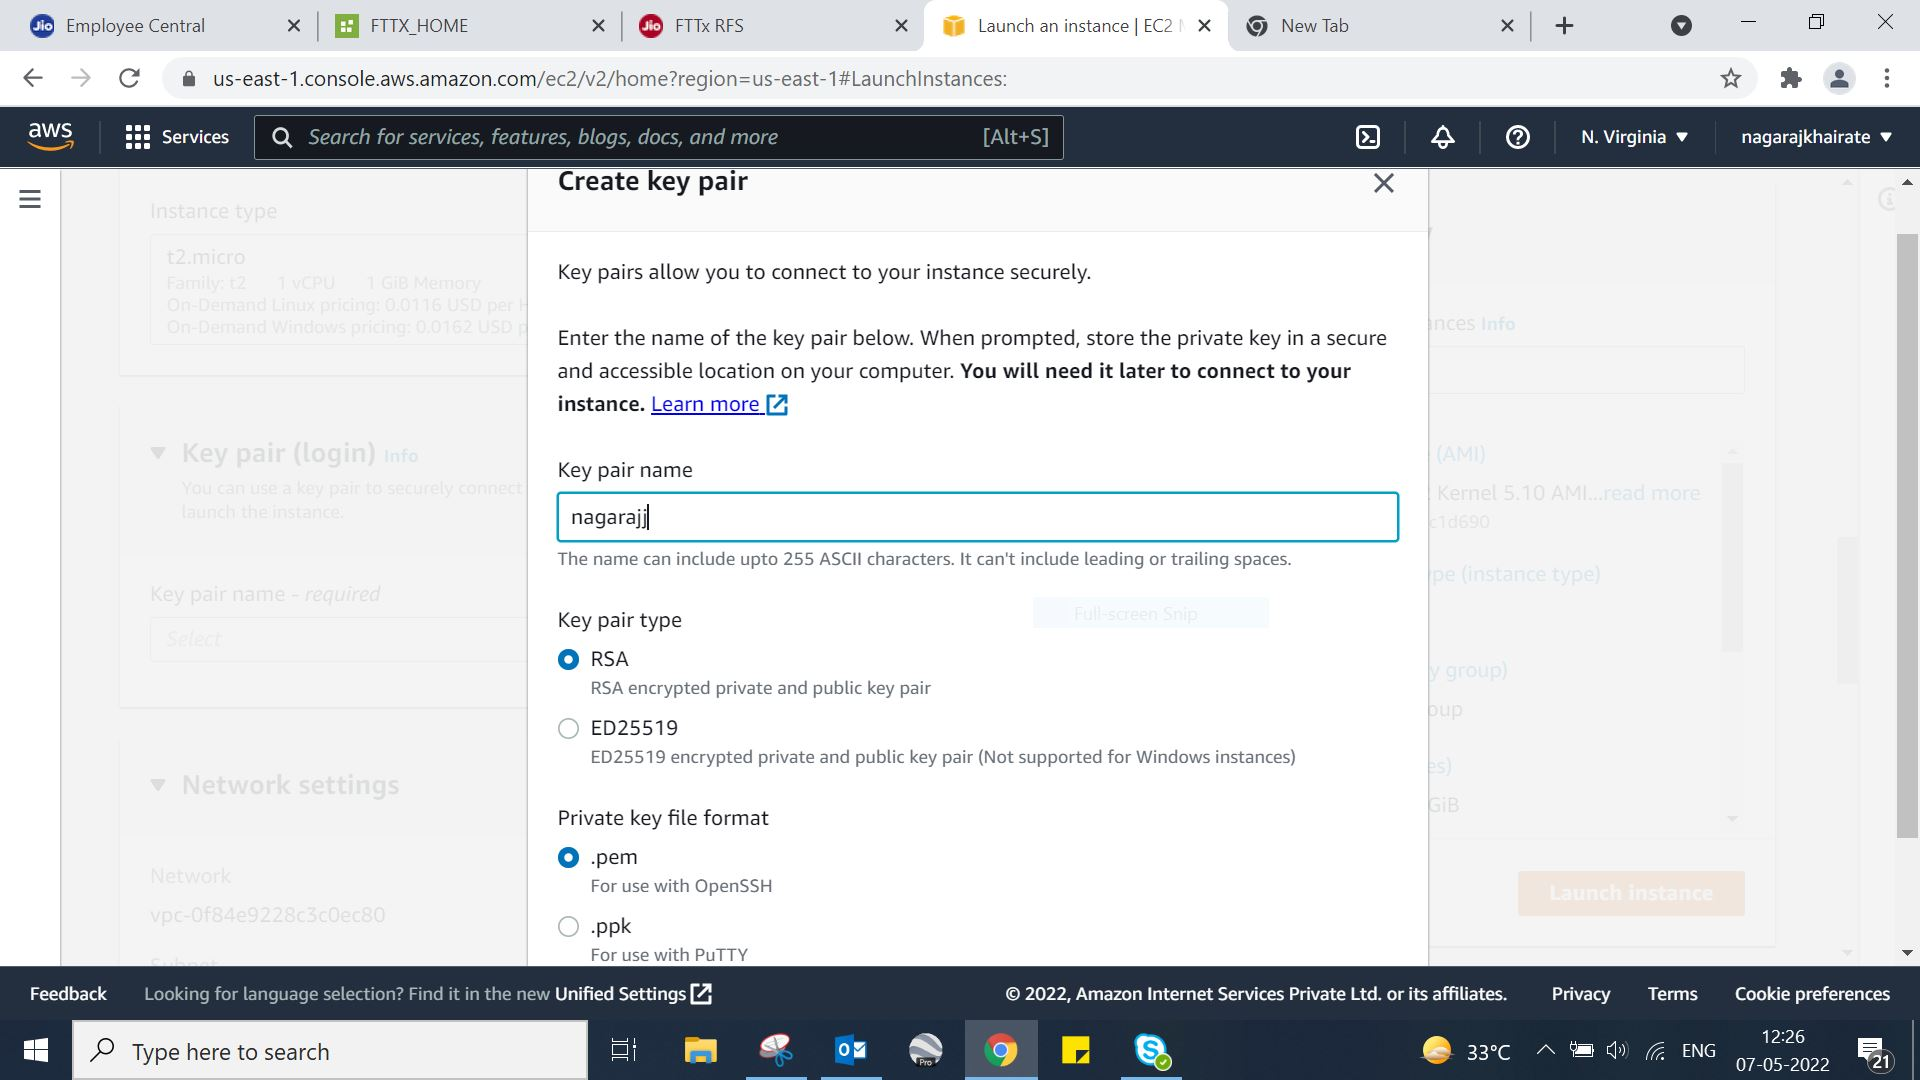 Employee Central
FTTX_HOME
FTTx RFS
Launch an instance | EC2 M
New Tab
us-east-1.console.aws.amazon.com/ec2/v2/home?region=us-east-1#LaunchInstances:
aws
Services
Search for services, features, blogs, docs, and more
[Alt+S]
N. Virginia
nagarajkhairate
Create key pair
Instance type
t2.micro
Family: t2 1 vCPU 1 GiB Memory
On-Demand Linux pricing: 0.0116 USD per H
On-Demand Windows pricing: 0.0162 USD p
Key pair (login) Info
You can use a key pair to securely connect
launch the instance.
Key pair name - required
Select
Network settings
Network
vpc-0f84e9228c3c0ec80
Subnet
Key pairs allow you to connect to your instance securely.
Enter the name of the key pair below. When prompted, store the private key in a secure
and accessible location on your computer. You will need it later to connect to your
instance. Learn more
Key pair name
nagarajj
The name can include upto 255 ASCII characters. It can't include leading or trailing spaces.
Key pair type
RSA
RSA encrypted private and public key pair
ED25519
ED25519 encrypted private and public key pair (Not supported for Windows instances)
Private key file format
.pem
For use with OpenSSH
.ppk
For use with PuTTY
Full-screen Snip
ances Info
(AMI)
2 Kernel 5.10 AMI...read more
c1d690
ype (instance type)
y group)
oup
es)
GiB
Launch instance
Feedback
Looking for language selection? Find it in the new Unified Settings
© 2022, Amazon Internet Services Private Ltd. or its affiliates.
Privacy
Terms
Cookie preferences
Type here to search
Pro
33°C
ENG
12:26
07-05-2022
21